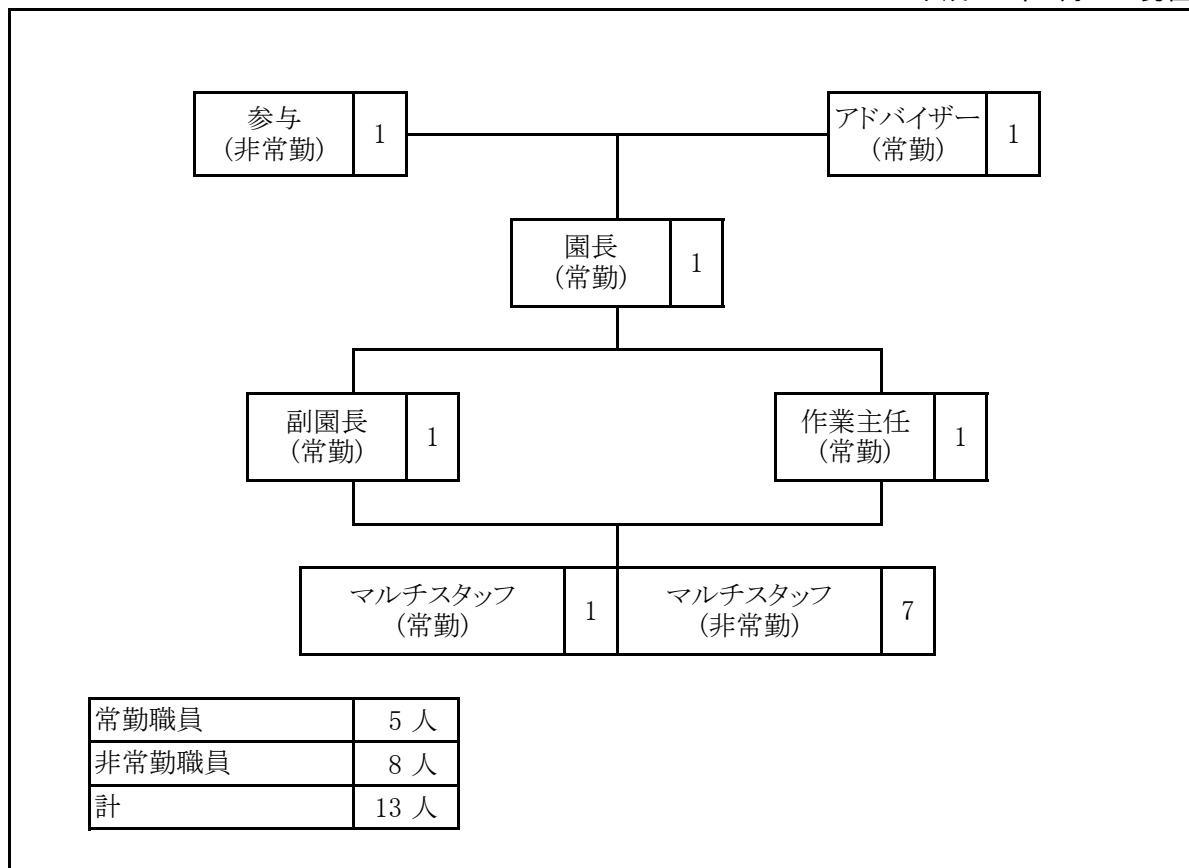 参与
(非常勤)
1
アドバイザー
(常勤)
1
園長
(常勤)
1
副園長
(常勤)
1
作業主任
(常勤)
1
マルチスタッフ
(常勤)
1
マルチスタッフ
(非常勤)
7
常勤職員 5 人
非常勤職員 8 人
計 13 人